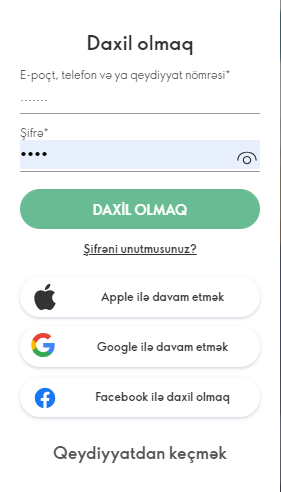 Daxil olmaq
E-poçt, telefon və ya qeydiyyat nömrəsi*
.......
Şifrə*
••••
DAXİL OLMAQ
Şifrəni unutmusunuz?
Apple ilə davam etmək
Google ilə davam etmək
Facebook ilə daxil olmaq
Qeydiyyatdan keçmək